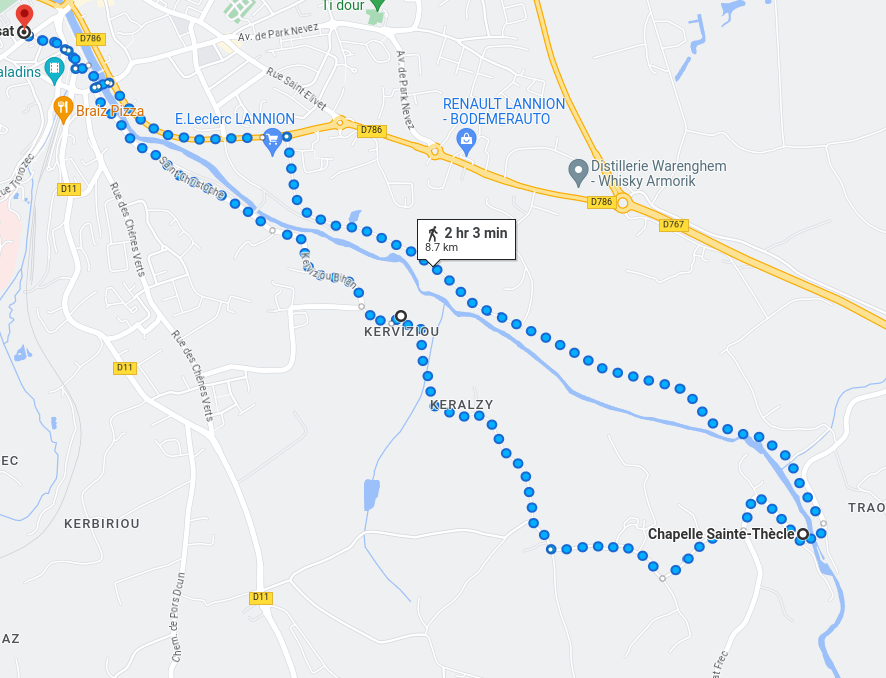 Ti dour
D786
Av. de Park Nevez
sat
aladins
Rue Saint-Elivet
Av. de Park Nevez
Braiz Pizza
E.Leclerc LANNION
RENAULT LANNION
- BODEMERAUTO
D786
Distillerie Warenghem
- Whisky Armorik
D11
Rue des Chênes Verts
D786
D767
2 hr 3 min
8.7 km
KERVIZIOU
D11
Rue des Chênes Verts
KERALZY
EC
KERBIRIOU
TRAO
Chapelle Sainte-Thècle
D11
Chem. de Pors Doun
AZ
at Frec